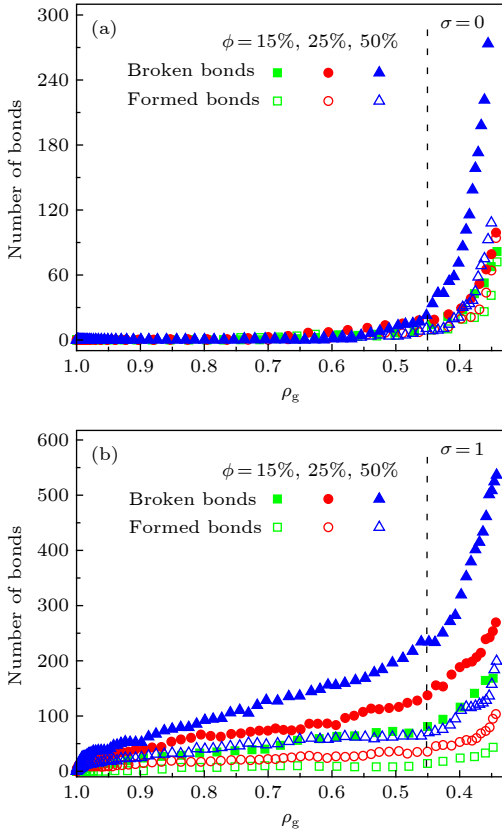 (a)
σ=0
ϕ=15%, 25%, 50%
Broken bonds
Formed bonds
Number of bonds
300
240
180
120
60
0
1.0 0.9 0.8 0.7 0.6 0.5 0.4
ρg
(b)
σ=1
ϕ=15%, 25%, 50%
Broken bonds
Formed bonds
Number of bonds
600
500
400
300
200
100
0
1.0 0.9 0.8 0.7 0.6 0.5 0.4
ρg